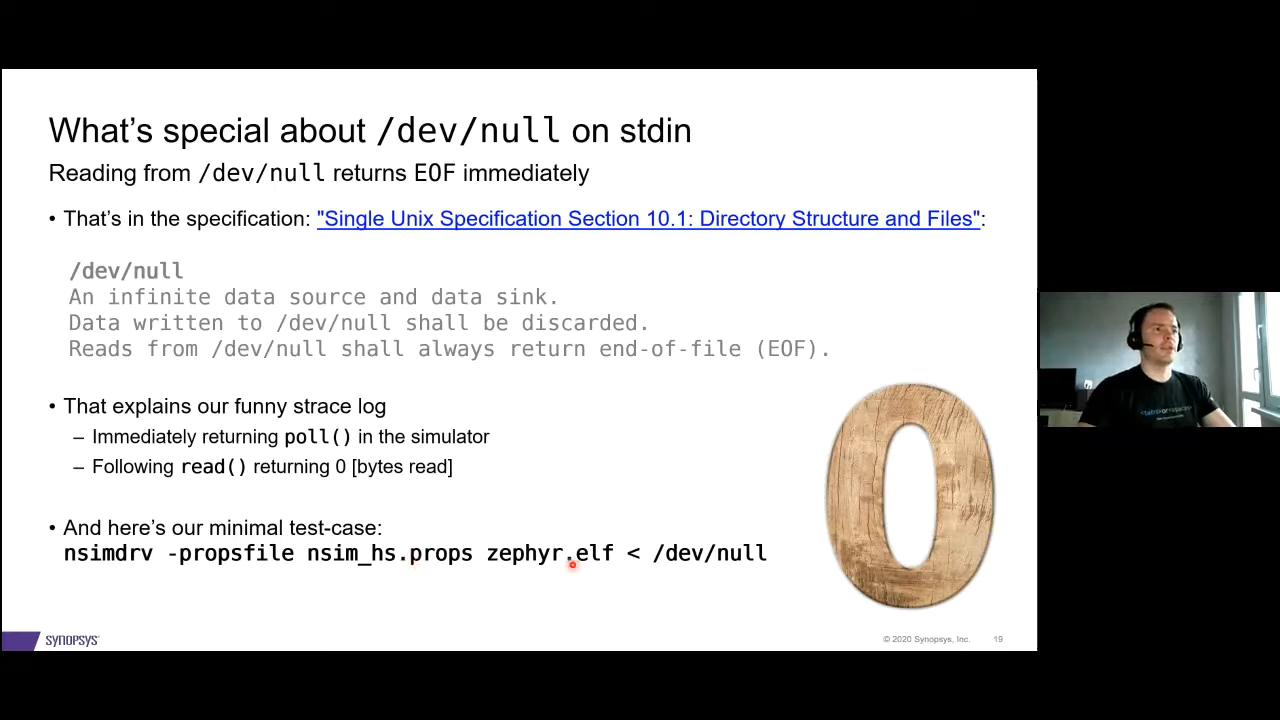 What's special about /dev/null on stdin
Reading from /dev/null returns EOF immediately
• That's in the specification: "Single Unix Specification Section 10.1: Directory Structure and Files":
/dev/null
An infinite data source and data sink.
Data written to /dev/null shall be discarded.
Reads from /dev/null shall always return end-of-file (EOF).
• That explains our funny strace log
– Immediately returning poll() in the simulator
– Following read() returning 0 [bytes read]
• And here's our minimal test-case:
nsimdrv -propsfile nsim_hs.props zephyr.elf < /dev/null
0
SYNOPSYS®
© 2020 Synopsys, Inc.
19